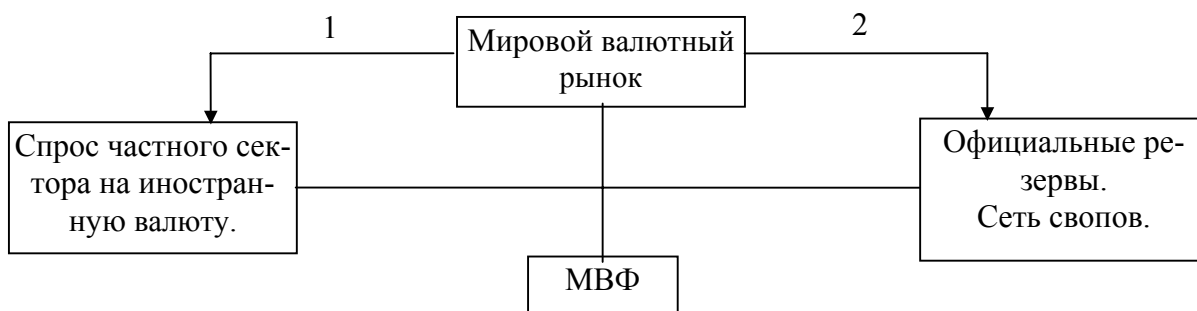 1
Мировой валютный
рынок
2
Спрос частного сек-
тора на иностран-
ную валюту.
Официальные ре-
зервы.
Сеть свопов.
МВФ